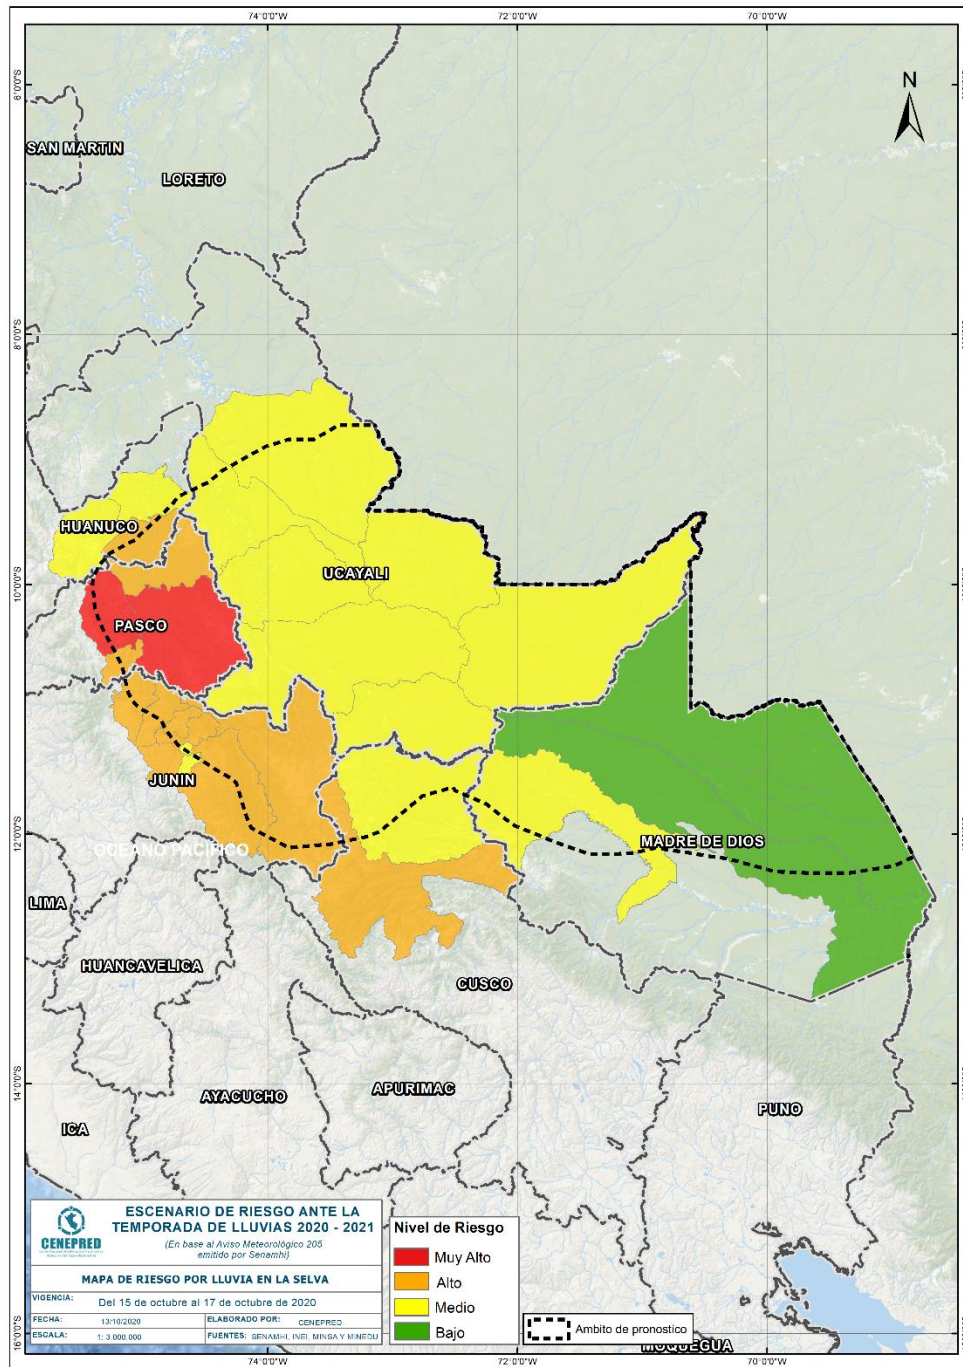 74°0'0"S
72°0'0"S
70°0'0"S
6°0'0"S
N
SAN MARTIN
LORETO
8°0'0"S
HUANUCO
UCAYALI
10°0'0"S
PASCO
JUNIN
12°0'0"S
OCEANO PACIFICO
MADRE DE DIOS
LIMA
HUANCAVELICA
CUSCO
14°0'0"S
AYACUCHO
APURIMAC
PUNO
ICA
CENEPRED
ESCENARIO DE RIESGO ANTE LA
TEMPORADA DE LLUVIAS 2020 - 2021
(En base al Aviso Meteorológico 205
emitido por Senamhi)
MAPA DE RIESGO POR LLUVIA EN LA SELVA
VIGENCIA: Del 15 de octubre al 17 de octubre de 2020
FECHA: 13/10/2020 ELABORADO POR: CENEPRED
ESCALA: 1: 3,000,000 FUENTES: SENAMHI, INEI, MINSA Y MINEDU
Nivel de Riesgo
Muy Alto
Alto
Medio
Bajo
Ambito de pronostico
MOQUEGUA
16°0'0"S
74°0'0"S
72°0'0"S
70°0'0"S